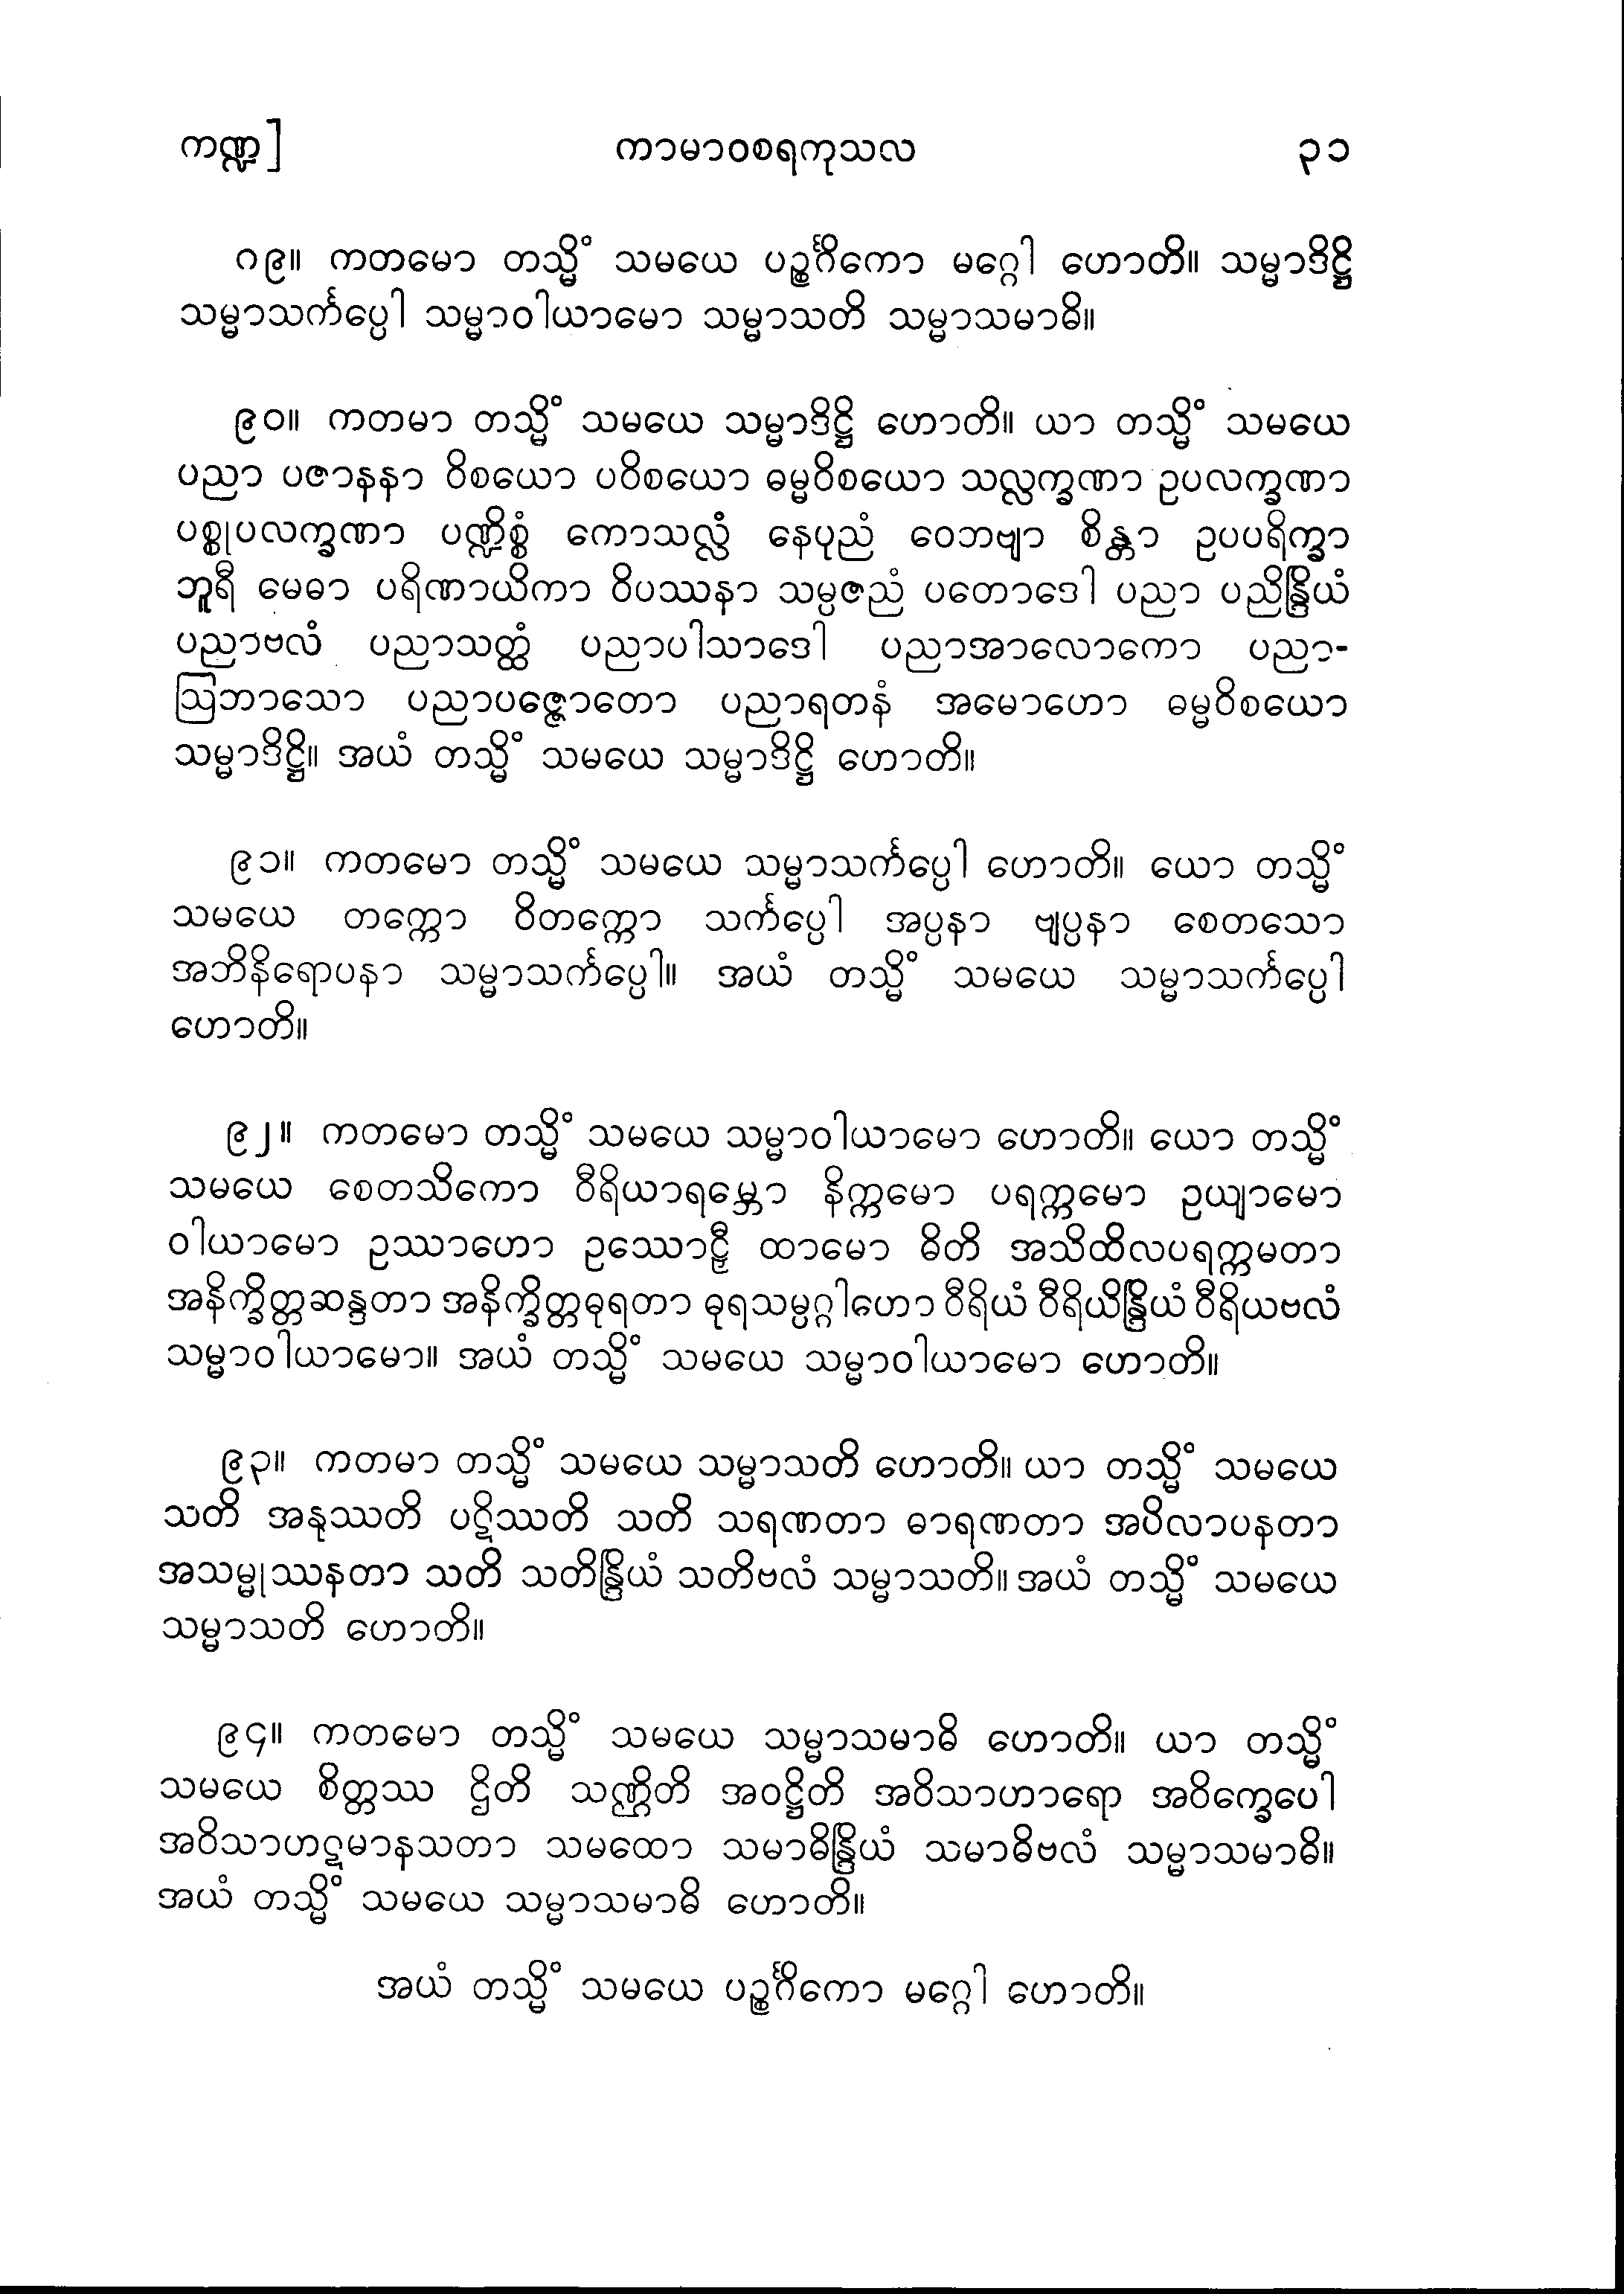 ကဏ္ဍ] ကာမာဝစရကုသလ ၃၁
၈၉။ ကတမော တသ္မိံ သမယေ ပဉ္စင်္ဂိကော မဂ္ဂေါ ဟောတိ။ သမ္မာဒိဋ္ဌိ
သမ္မာသင်္ကပ္ပေါ သမ္မာဝါယာမော သမ္မာသတိ သမ္မာသမာဓိ။
၉၀။ ကတမာ တသ္မိံ သမယေ သမ္မာဒိဋ္ဌိ ဟောတိ။ ယာ တသ္မိံ သမယေ
ပညာ ပဇာနနာ ဝိစယော ပဝိစယော ဓမ္မဝိစယော သလ္လက္ခဏာ ဥပလက္ခဏာ
ပစ္စုပလက္ခဏာ ပဏ္ဍိစ္စံ ကောသလ္လံ နေပုညံ ဝေဘဗျာ စိန္တာ ဥပပရိက္ခာ
ဘူရီ မေဓာ ပရိဏာယိကာ ဝိပဿနာ သမ္ပဇညံ ပတောဒေါ ပညာ ပညိန္ဒြိယံ
ပညာဗလံ ပညာသတ္ထံ ပညာပါသာဒေါ ပညာအာလောကော ပညာ-
ဩဘာသော ပညာပဇ္ဇောတော ပညာရတနံ အမောဟော ဓမ္မဝိစယော
သမ္မာဒိဋ္ဌိ။ အယံ တသ္မိံ သမယေ သမ္မာဒိဋ္ဌိ ဟောတိ။
၉၁။ ကတမော တသ္မိံ သမယေ သမ္မာသင်္ကပ္ပေါ ဟောတိ။ ယော တသ္မိံ
သမယေ တက္ကော ဝိတက္ကော သင်္ကပ္ပေါ အပ္ပနာ ဗျပ္ပနာ စေတသော
အဘိနိရောပနာ သမ္မာသင်္ကပ္ပေါ။ အယံ တသ္မိံ သမယေ သမ္မာသင်္ကပ္ပေါ
ဟောတိ။
၉၂။ ကတမော တသ္မိံ သမယေ သမ္မာဝါယာမော ဟောတိ။ ယော တသ္မိံ
သမယေ စေတသိကော ဝီရိယာရမ္ဘော နိက္ကမော ပရက္ကမော ဥယျာမော
ဝါယာမော ဥဿာဟော ဥဿောဠှီ ထာမော ဓိတိ အသိထိလပရက္ကမတာ
အနိက္ခိတ္တဆန္ဒတာ အနိက္ခိတ္တဓုရတာ ဓုရသမ္ပဂ္ဂါဟော ဝီရိယံ ဝီရိယိန္ဒြိယံ ဝီရိယဗလံ
သမ္မာဝါယာမော။ အယံ တသ္မိံ သမယေ သမ္မာဝါယာမော ဟောတိ။
၉၃။ ကတမာ တသ္မိံ သမယေ သမ္မာသတိ ဟောတိ။ ယာ တသ္မိံ သမယေ
သတိ အနုဿတိ ပဋိဿတိ သတိ သရဏတာ ဓာရဏတာ အပိလာပနတာ
အသမ္မုဿနတာ သတိ သတိန္ဒြိယံ သတိဗလံ သမ္မာသတိ။ အယံ တသ္မိံ သမယေ
သမ္မာသတိ ဟောတိ။
၉၄။ ကတမော တသ္မိံ သမယေ သမ္မာသမာဓိ ဟောတိ။ ယာ တသ္မိံ
သမယေ စိတ္တဿ ဌိတိ သဏ္ဌိတိ အဝဋ္ဌိတိ အဝိသာဟာရော အဝိက္ခေပေါ
အဝိသာဟဋမာနသတာ သမထော သမာဓိန္ဒြိယံ သမာဓိဗလံ သမ္မာသမာဓိ။
အယံ တသ္မိံ သမယေ သမ္မာသမာဓိ ဟောတိ။
အယံ တသ္မိံ သမယေ ပဉ္စင်္ဂိကော မဂ္ဂေါ ဟောတိ။